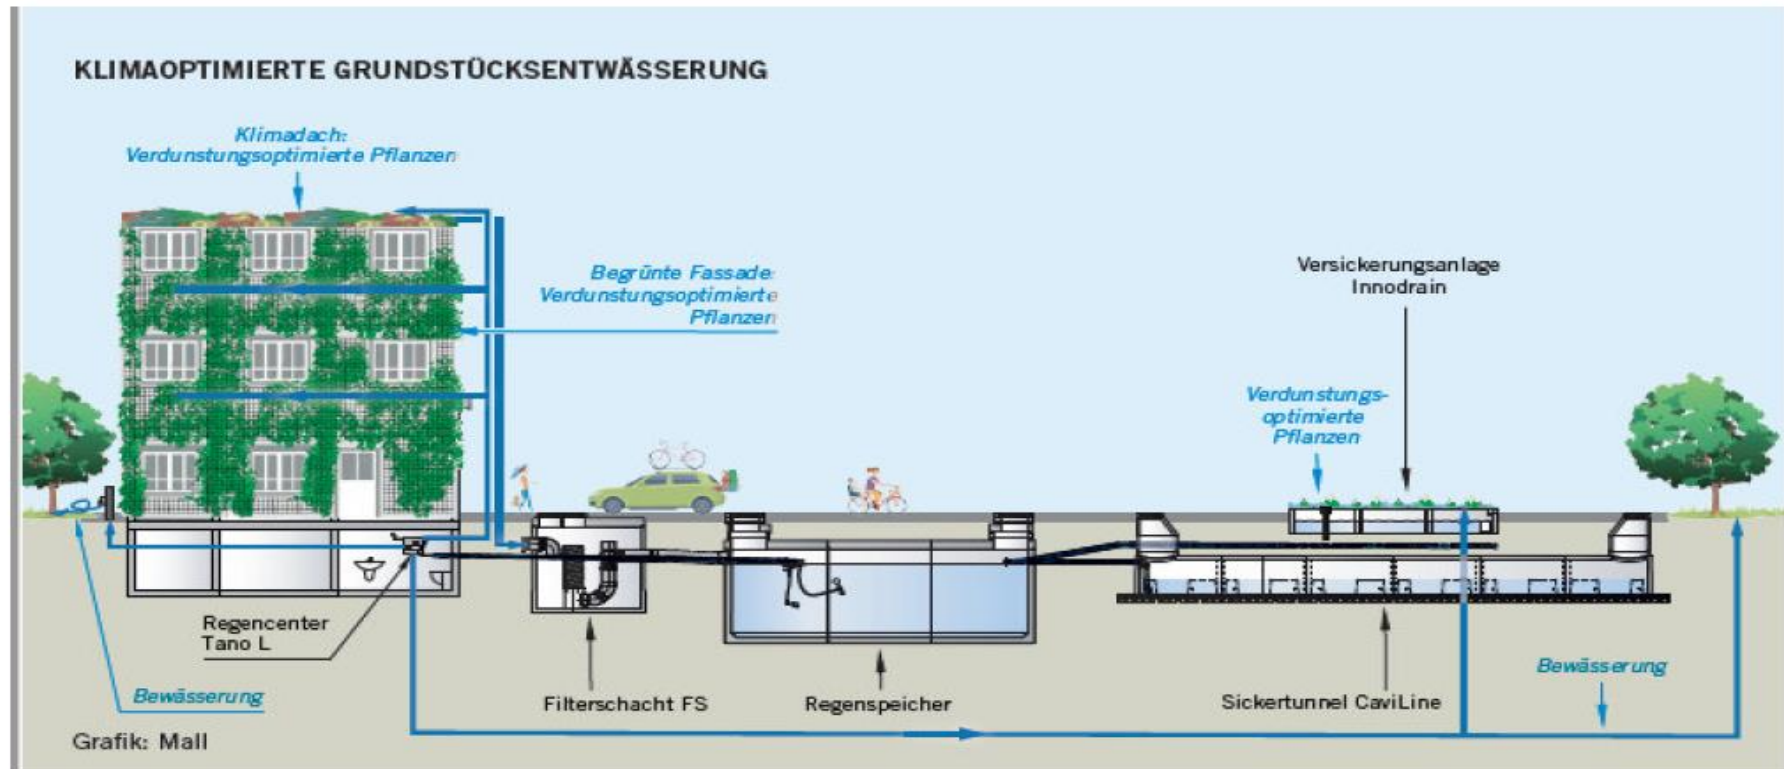 KLIMAOPTIMIERTE GRUNDSTÜCKSENTWÄSSERUNG
Klimadach:
Verdunstungsoptimierte Pflanzen
Begrünte Fassade:
Verdunstungsoptimierte
Pflanzen
Versickerungsanlage
Innodrain
Verdunstungs-
optimierte
Pflanzen
Regencenter
Tano L
Bewässerung
Filterschacht FS
Regenspeicher
Sickertunnel CaviLine
Bewässerung
Grafik: Mall